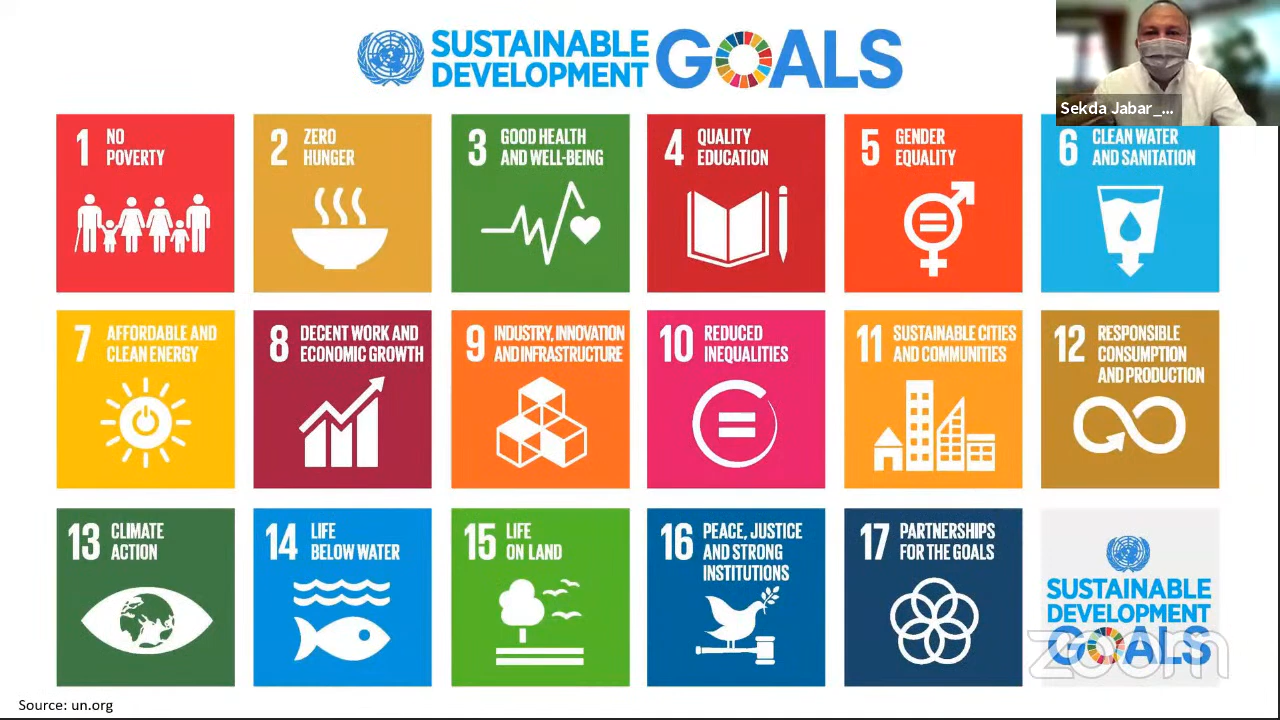 SUSTAINABLE
DEVELOPMENT
GOALS
Sekda Jabar_...
1 NO
POVERTY
2 ZERO
HUNGER
3 GOOD HEALTH
AND WELL-BEING
4 QUALITY
EDUCATION
5 GENDER
EQUALITY
6 CLEAN WATER
AND SANITATION
7 AFFORDABLE AND
CLEAN ENERGY
8 DECENT WORK AND
ECONOMIC GROWTH
9 INDUSTRY, INNOVATION
AND INFRASTRUCTURE
10 REDUCED
INEQUALITIES
11 SUSTAINABLE CITIES
AND COMMUNITIES
12 RESPONSIBLE
CONSUMPTION
AND PRODUCTION
13 CLIMATE
ACTION
14 LIFE
BELOW WATER
15 LIFE
ON LAND
16 PEACE, JUSTICE
AND STRONG
INSTITUTIONS
17 PARTNERSHIPS
FOR THE GOALS
SUSTAINABLE
DEVELOPMENT
GOALS
zoom
Source: un.org